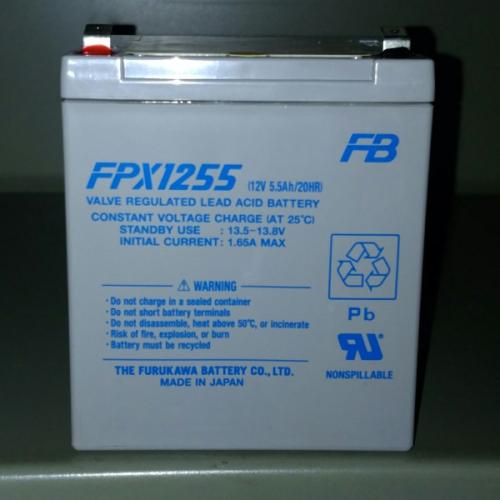 FB
FPX1255 (12V 5.5Ah/20HR)
VALVE REGULATED LEAD ACID BATTERY
CONSTANT VOLTAGE CHARGE (AT 25°C)
STANDBY USE : 13.5-13.8V
INITIAL CURRENT : 1.65A MAX
⚠ WARNING
· Do not charge in a sealed container
· Do not short battery terminals
· Do not disassemble, heat above 50°C, or incinerate
· Risk of fire, explosion, or burn
· Battery must be recycled
THE FURUKAWA BATTERY CO., LTD.
MADE IN JAPAN
Pb
RU
NONSPILLABLE